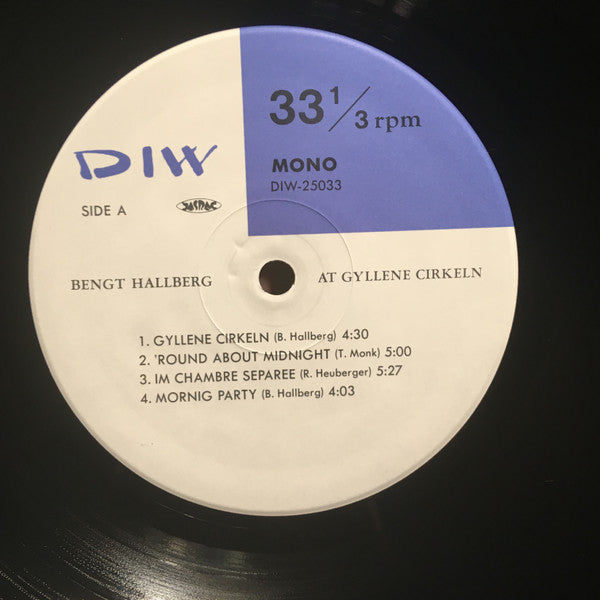 33 1/3 rpm
DIW
MONO
DIW-25033
SIDE A
JASRAC
BENGT HALLBERG
AT GYLLENE CIRKELN
1. GYLLENE CIRKELN (B. Hallberg) 4:30
2. 'ROUND ABOUT MIDNIGHT (T. Monk) 5:00
3. IM CHAMBRE SEPAREE (R. Heuberger) 5:27
4. MORNIG PARTY (B. Hallberg) 4:03